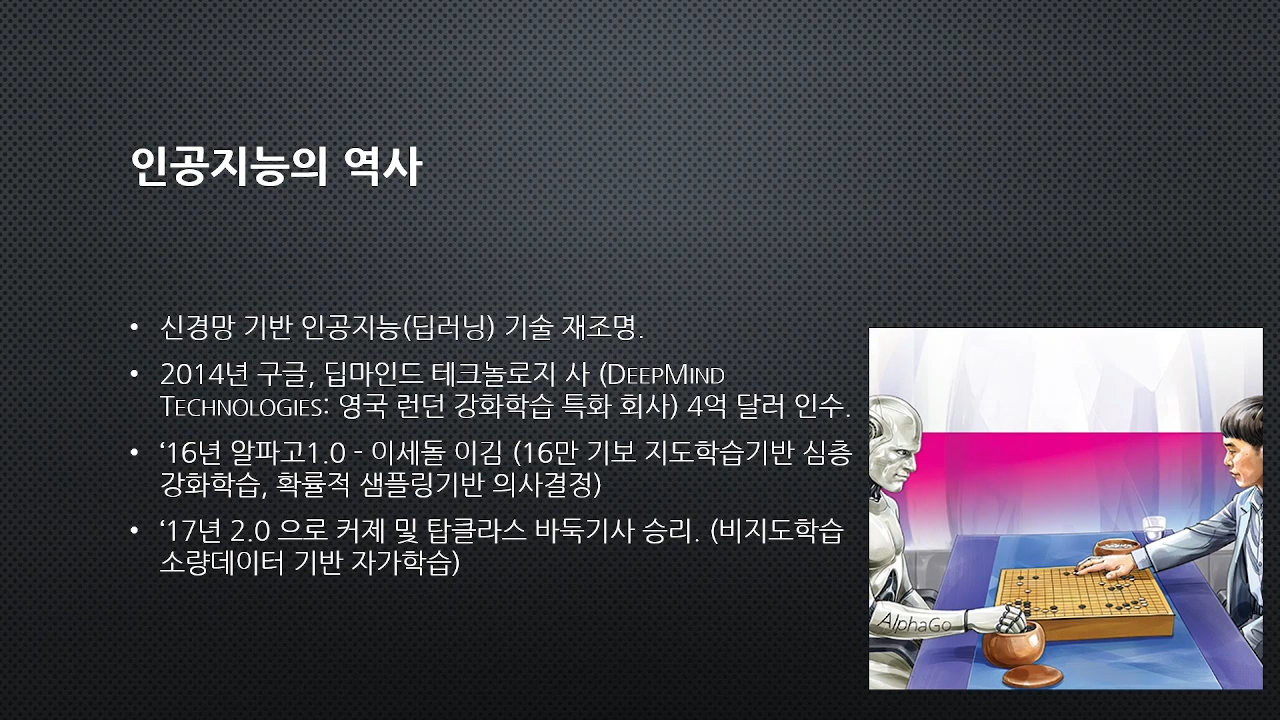 인공지능의 역사
• 신경망 기반 인공지능(딥러닝) 기술 재조명.
• 2014년 구글, 딥마인드 테크놀로지 사 (DEEPMIND
TECHNOLOGIES: 영국 런던 강화학습 특화 회사) 4억 달러 인수.
• ‘16년 알파고1.0 - 이세돌 이김 (16만 기보 지도학습기반 심층
강화학습, 확률적 샘플링기반 의사결정)
• ‘17년 2.0 으로 커제 및 탑클라스 바둑기사 승리. (비지도학습
소량데이터 기반 자가학습)
AlphaGo